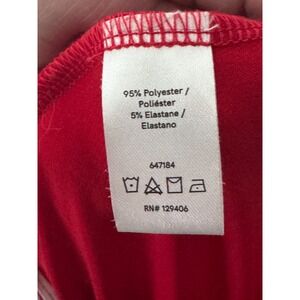 95% Polyester /
Poliéster
5% Elastane /
Elastano
647184
RN# 129406